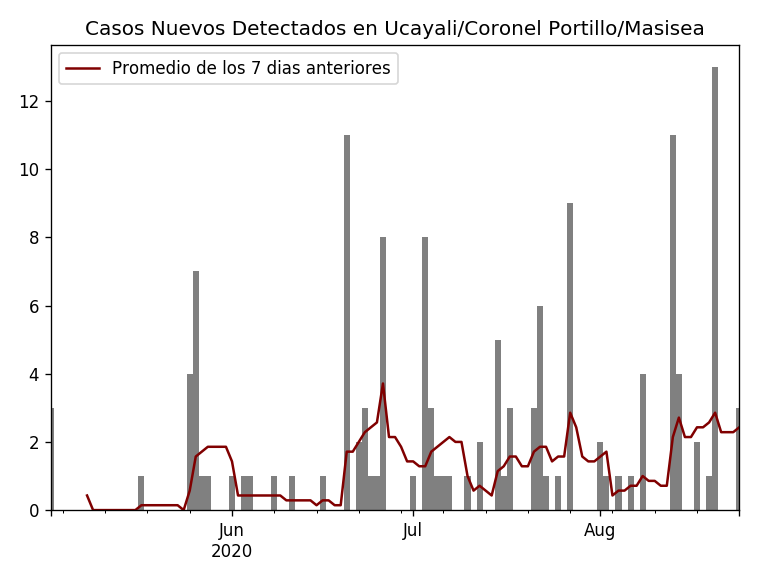 Casos Nuevos Detectados en Ucayali/Coronel Portillo/Masisea
Promedio de los 7 dias anteriores
12
10
8
6
4
2
0
Jun
2020
Jul
Aug